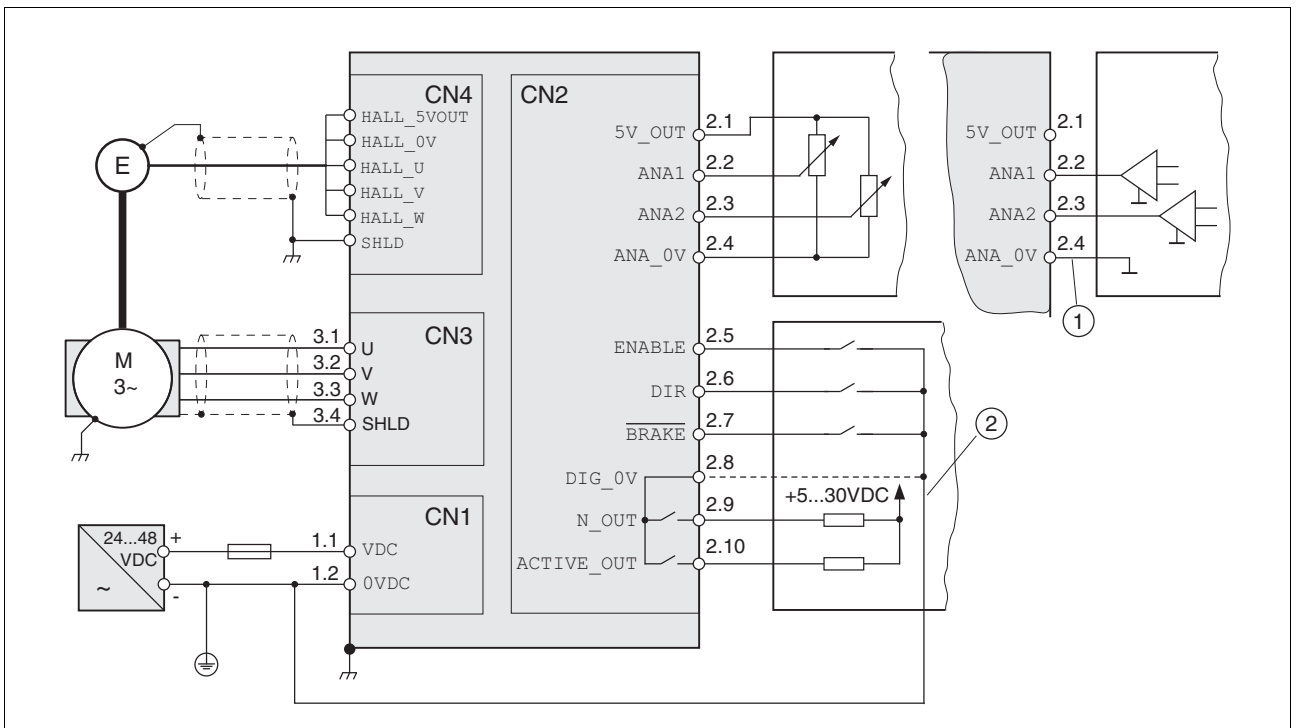 CN4
HALL_5VOUT
HALL_0V
HALL_U
HALL_V
HALL_W
SHLD
E
CN2
5V_OUT 2.1
ANA1 2.2
ANA2 2.3
ANA_0V 2.4
5V_OUT 2.1
ANA1 2.2
ANA2 2.3
ANA_0V 2.4
1
M
3~
CN3
3.1 U
3.2 V
3.3 W
3.4 SHLD
ENABLE 2.5
DIR 2.6
BRAKE 2.7
DIG_0V 2.8
N_OUT 2.9
ACTIVE_OUT 2.10
+5...30VDC
2
24...48
VDC
~
+
-
CN1
1.1 VDC
1.2 0VDC